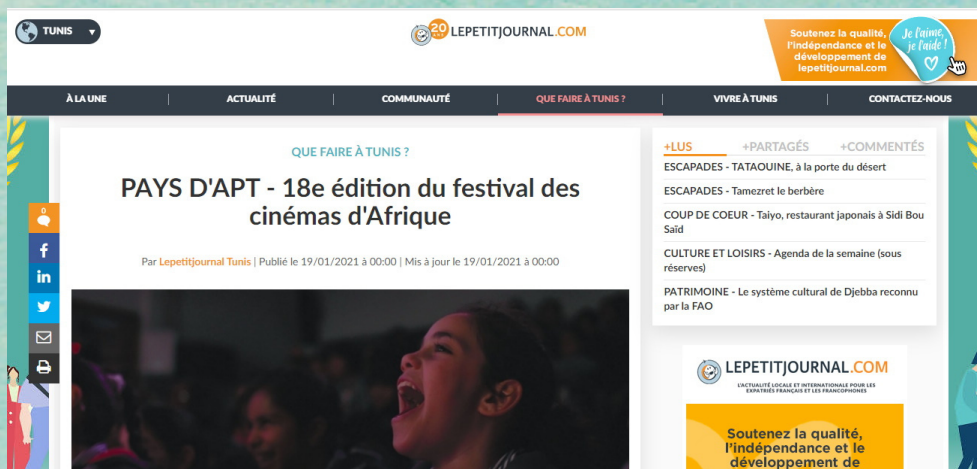 TUNIS
20 ANS LEPETITJOURNAL.COM
Soutenez la qualité,
l'indépendance et le
développement de
lepetitjournal.com
Je l'aime,
je l'aide !
À LA UNE
ACTUALITÉ
COMMUNAUTÉ
QUE FAIRE À TUNIS ?
VIVRE À TUNIS
CONTACTEZ-NOUS
QUE FAIRE À TUNIS ?
PAYS D'APT - 18e édition du festival des
cinémas d'Afrique
Par Lepetitjournal Tunis | Publié le 19/01/2021 à 00:00 | Mis à jour le 19/01/2021 à 00:00
0
f
in
+LUS
+PARTAGÉS
+COMMENTÉS
ESCAPADES - TATAOUINE, à la porte du désert
ESCAPADES - Tamezret le berbère
COUP DE COEUR - Taiyo, restaurant japonais à Sidi Bou
Saïd
CULTURE ET LOISIRS - Agenda de la semaine (sous
réserves)
PATRIMOINE - Le système cultural de Djebba reconnu
par la FAO
LEPETITJOURNAL.COM
L'ACTUALITÉ LOCALE ET INTERNATIONALE POUR LES
EXPATRIÉS FRANÇAIS ET LES FRANCOPHONES
Soutenez la qualité,
l'indépendance et le
développement de